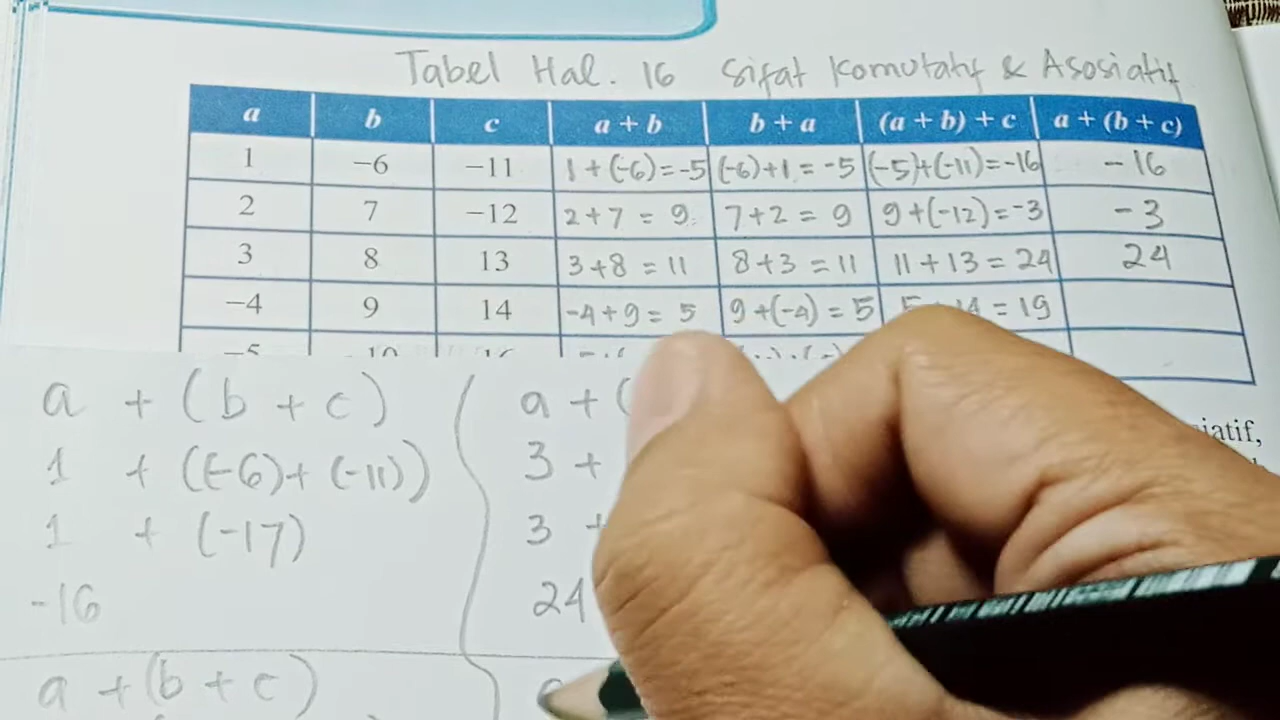 Tabel Hal. 16 Sifat Komutatif & Asosiatif
a b c a + b b + a (a + b) + c a + (b + c)
1 −6 −11 1 + (-6) = -5 (-6) + 1 = -5 (-5)+(-11)=-16 -16
2 7 −12 2 + 7 = 9 7 + 2 = 9 9 + (-12) = -3 -3
3 8 13 3 + 8 = 11 8 + 3 = 11 11 + 13 = 24 24
−4 9 14 -4 + 9 = 5 9 + (-4) = 5 = 19
a + (b + c)
1 + ((-6) + (-11))
1 + (-17)
-16
a + (b + c)
a + (
3 +
3 +
24
iatif,